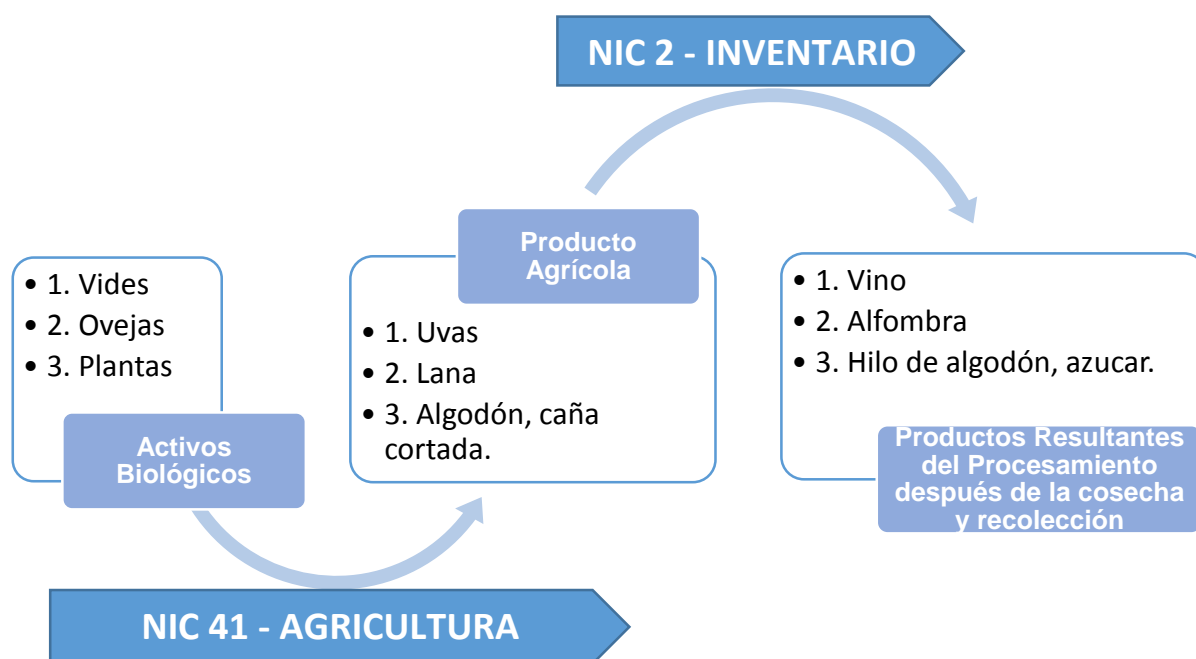 NIC 2 - INVENTARIO
• 1. Vides
• 2. Ovejas
• 3. Plantas
Activos
Biológicos
Producto
Agrícola
• 1. Uvas
• 2. Lana
• 3. Algodón, caña
cortada.
• 1. Vino
• 2. Alfombra
• 3. Hilo de algodón, azucar.
Productos Resultantes
del Procesamiento
después de la cosecha
y recolección
NIC 41 - AGRICULTURA